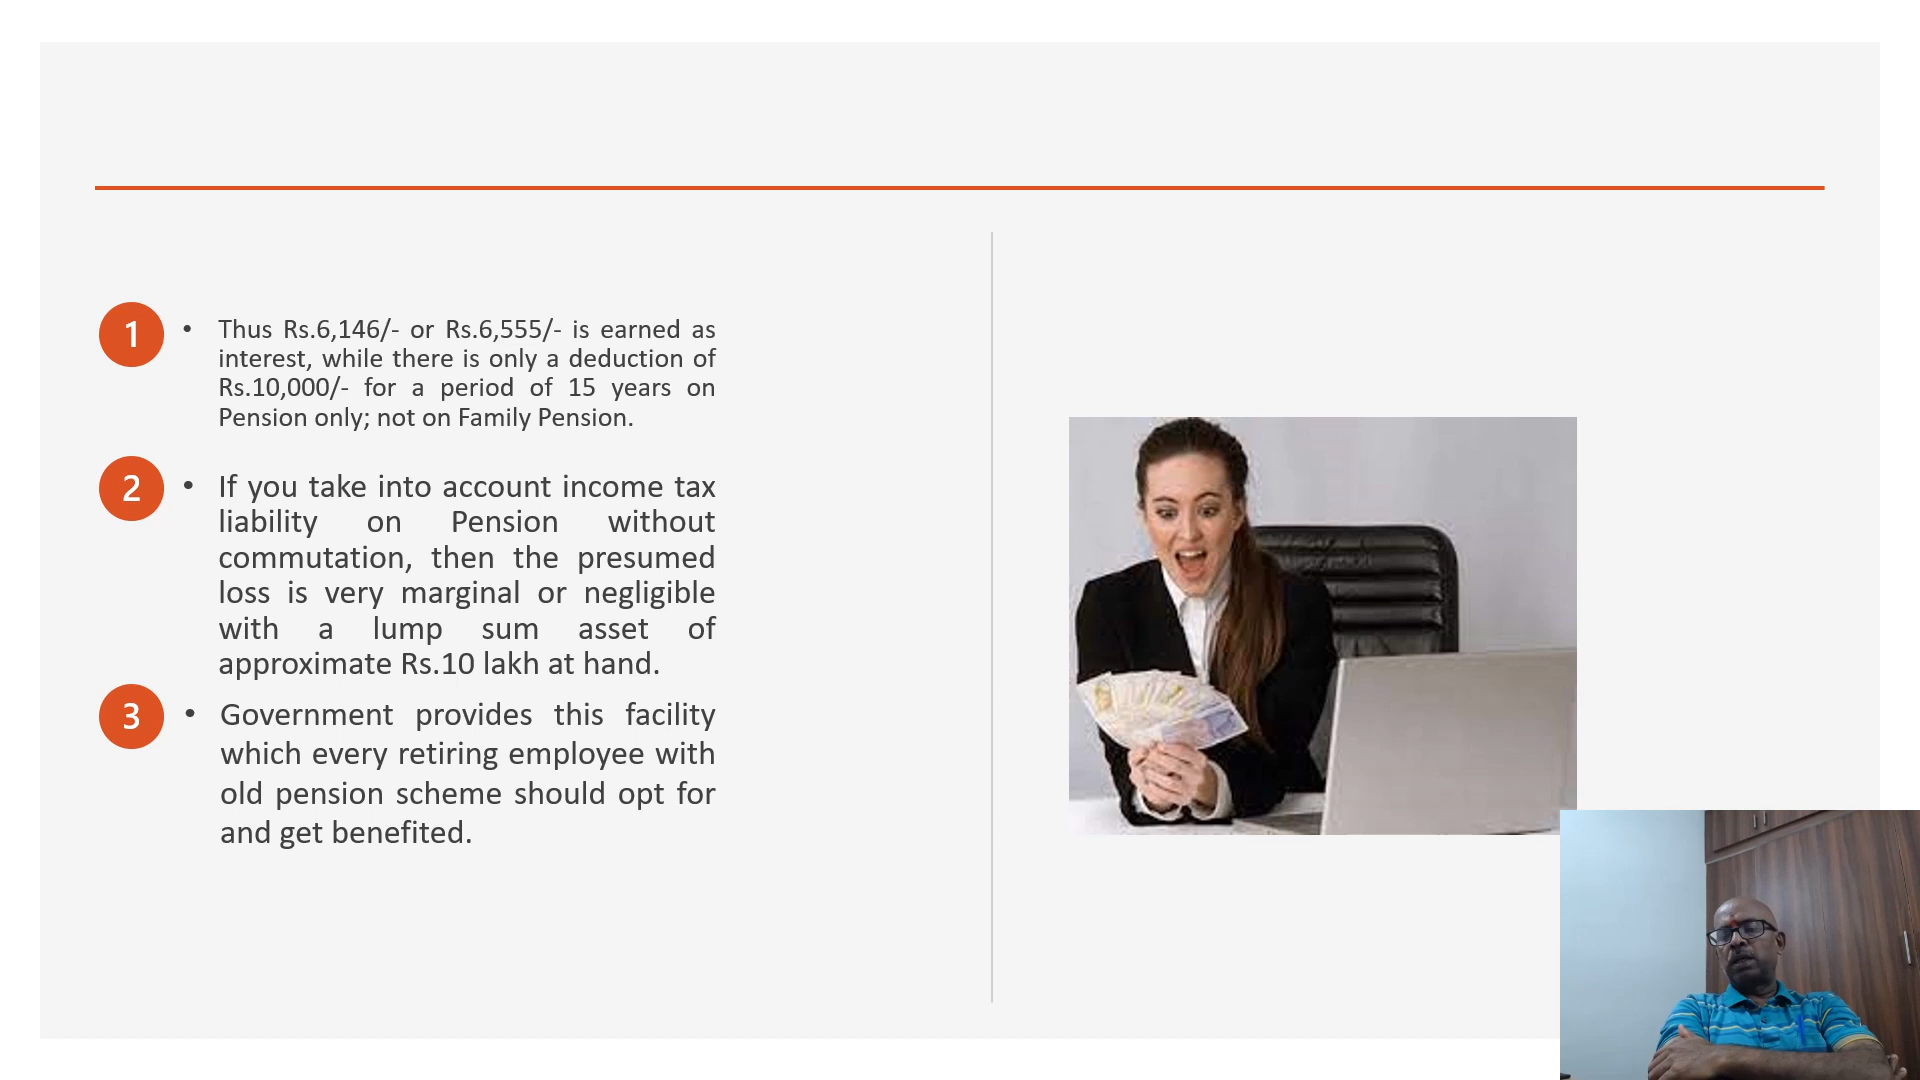 1 • Thus Rs.6,146/- or Rs.6,555/- is earned as
interest, while there is only a deduction of
Rs.10,000/- for a period of 15 years on
Pension only; not on Family Pension.
2 • If you take into account income tax
liability on Pension without
commutation, then the presumed
loss is very marginal or negligible
with a lump sum asset of
approximate Rs.10 lakh at hand.
3 • Government provides this facility
which every retiring employee with
old pension scheme should opt for
and get benefited.